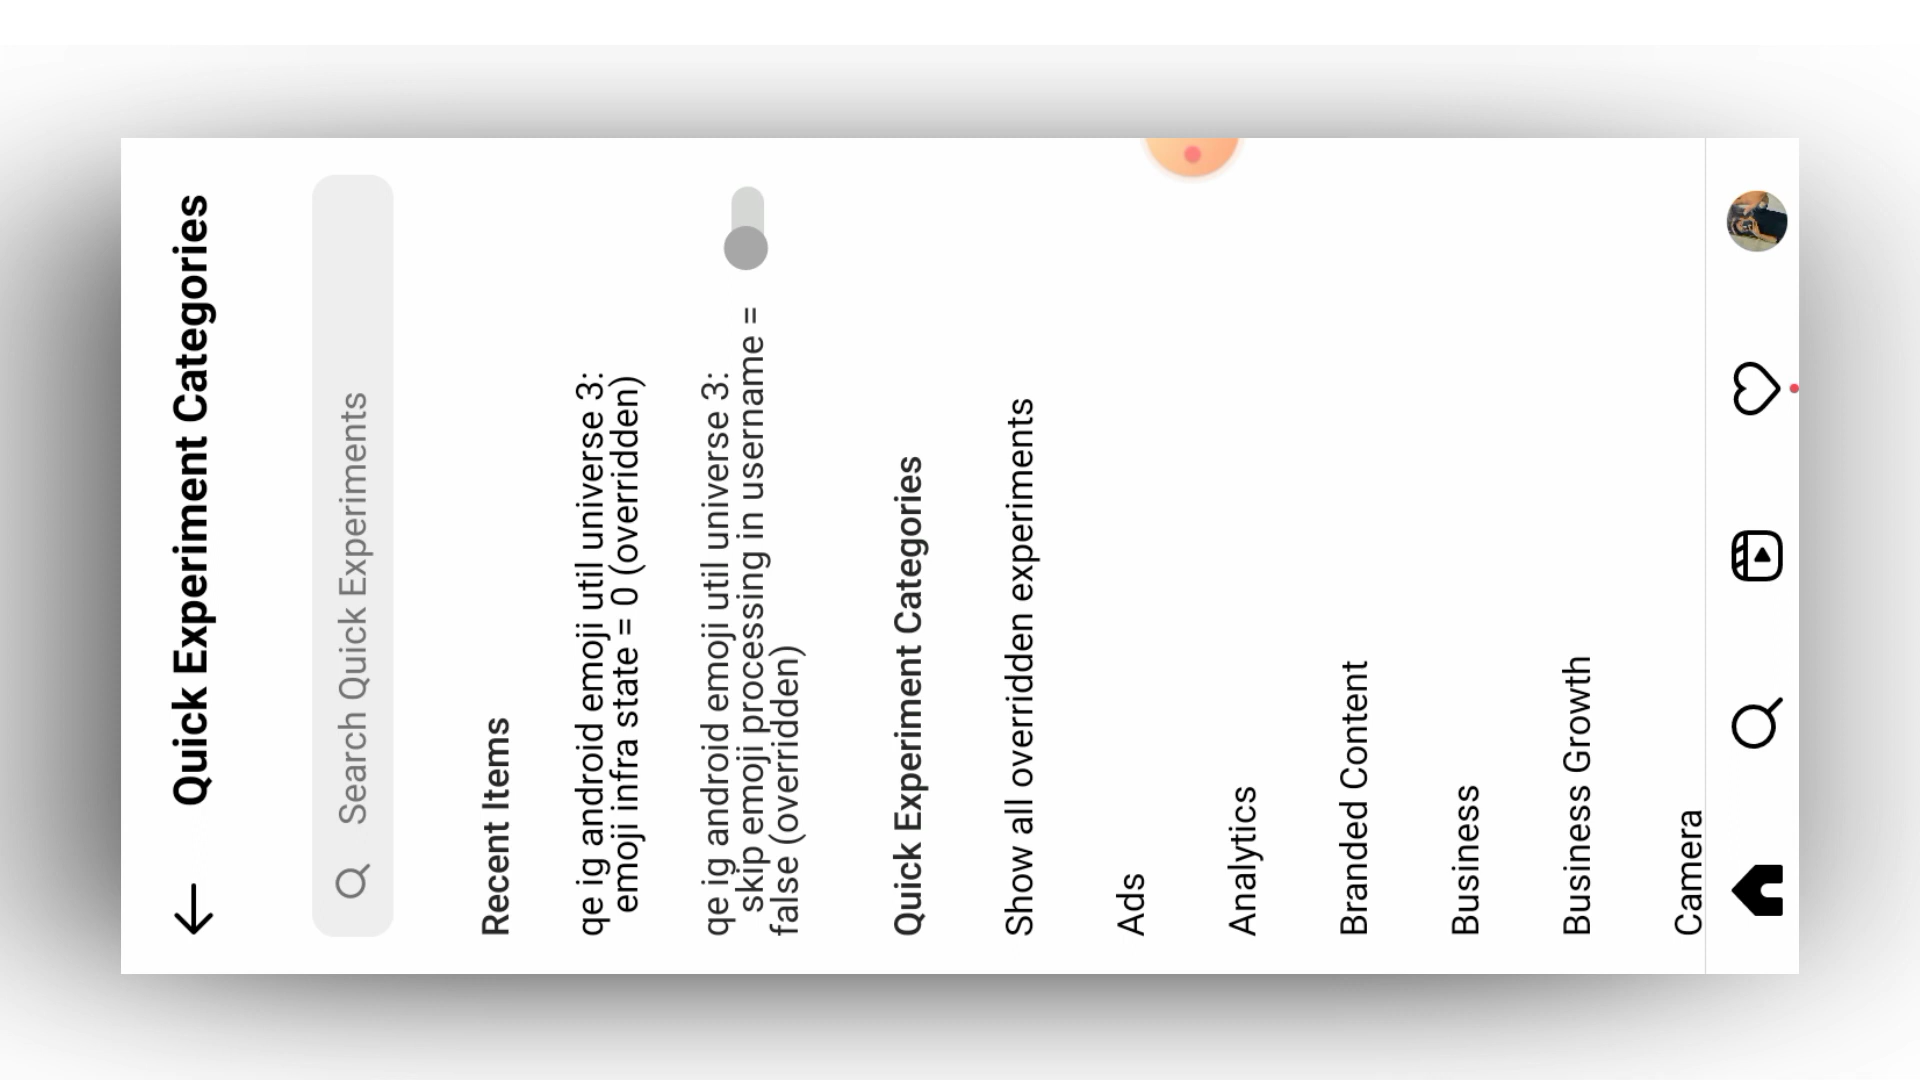 Quick Experiment Categories
Search Quick Experiments
Recent Items
qe ig android emoji util universe 3:
emoji infra state = 0 (overridden)
qe ig android emoji util universe 3:
skip emoji processing in username =
false (overridden)
Quick Experiment Categories
Show all overridden experiments
Ads
Analytics
Branded Content
Business
Business Growth
Camera